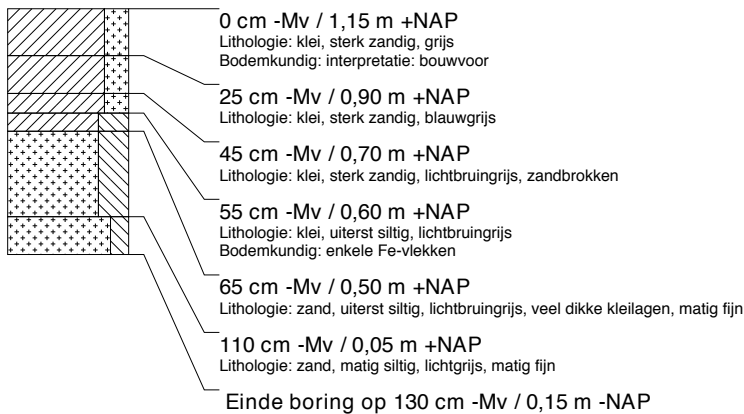 0 cm -Mv / 1,15 m +NAP
Lithologie: klei, sterk zandig, grijs
Bodemkundig: interpretatie: bouwvoor
25 cm -Mv / 0,90 m +NAP
Lithologie: klei, sterk zandig, blauwgrijs
45 cm -Mv / 0,70 m +NAP
Lithologie: klei, sterk zandig, lichtbruingrijs, zandbrokken
55 cm -Mv / 0,60 m +NAP
Lithologie: klei, uiterst siltig, lichtbruingrijs
Bodemkundig: enkele Fe-vlekken
65 cm -Mv / 0,50 m +NAP
Lithologie: zand, uiterst siltig, lichtbruingrijs, veel dikke kleilagen, matig fijn
110 cm -Mv / 0,05 m +NAP
Lithologie: zand, matig siltig, lichtgrijs, matig fijn
Einde boring op 130 cm -Mv / 0,15 m -NAP